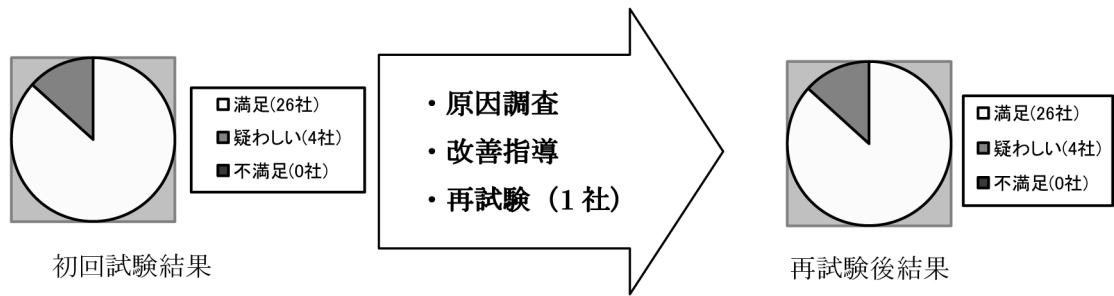 満足(26社)
疑わしい(4社)
不満足(0社)
初回試験結果
・原因調査
・改善指導
・再試験（1 社）
満足(26社)
疑わしい(4社)
不満足(0社)
再試験後結果